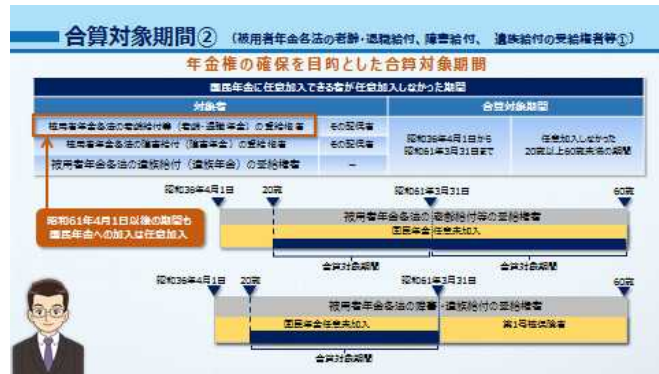 合算対象期間② (被用者年金各法の老齢・退職給付、障害給付、 遺族給付の受給権者等①)
年金権の確保を目的とした合算対象期間
国民年金に任意加入できる者が任意加入しなかった期間
対象者 合算対象期間
被用者年金各法の老齢給付等(老齢・退職年金)の受給権者 その配偶者
被用者年金各法の障害給付(障害年金)の受給権者 その配偶者
昭和36年4月1日から
昭和61年3月31日まで
任意加入しなかった
20歳以上60歳未満の期間
被用者年金各法の遺族給付(遺族年金)の受給権者 –
昭和36年4月1日 20歳 昭和61年3月31日 60歳
昭和61年4月1日以後の期間も
国民年金への加入は任意加入
被用者年金各法の老齢給付等の受給権者
国民年金任意未加入
合算対象期間 合算対象期間
昭和36年4月1日 20歳 昭和61年3月31日 60歳
被用者年金各法の障害・遺族給付の受給権者
国民年金任意未加入 第1号被保険者
合算対象期間